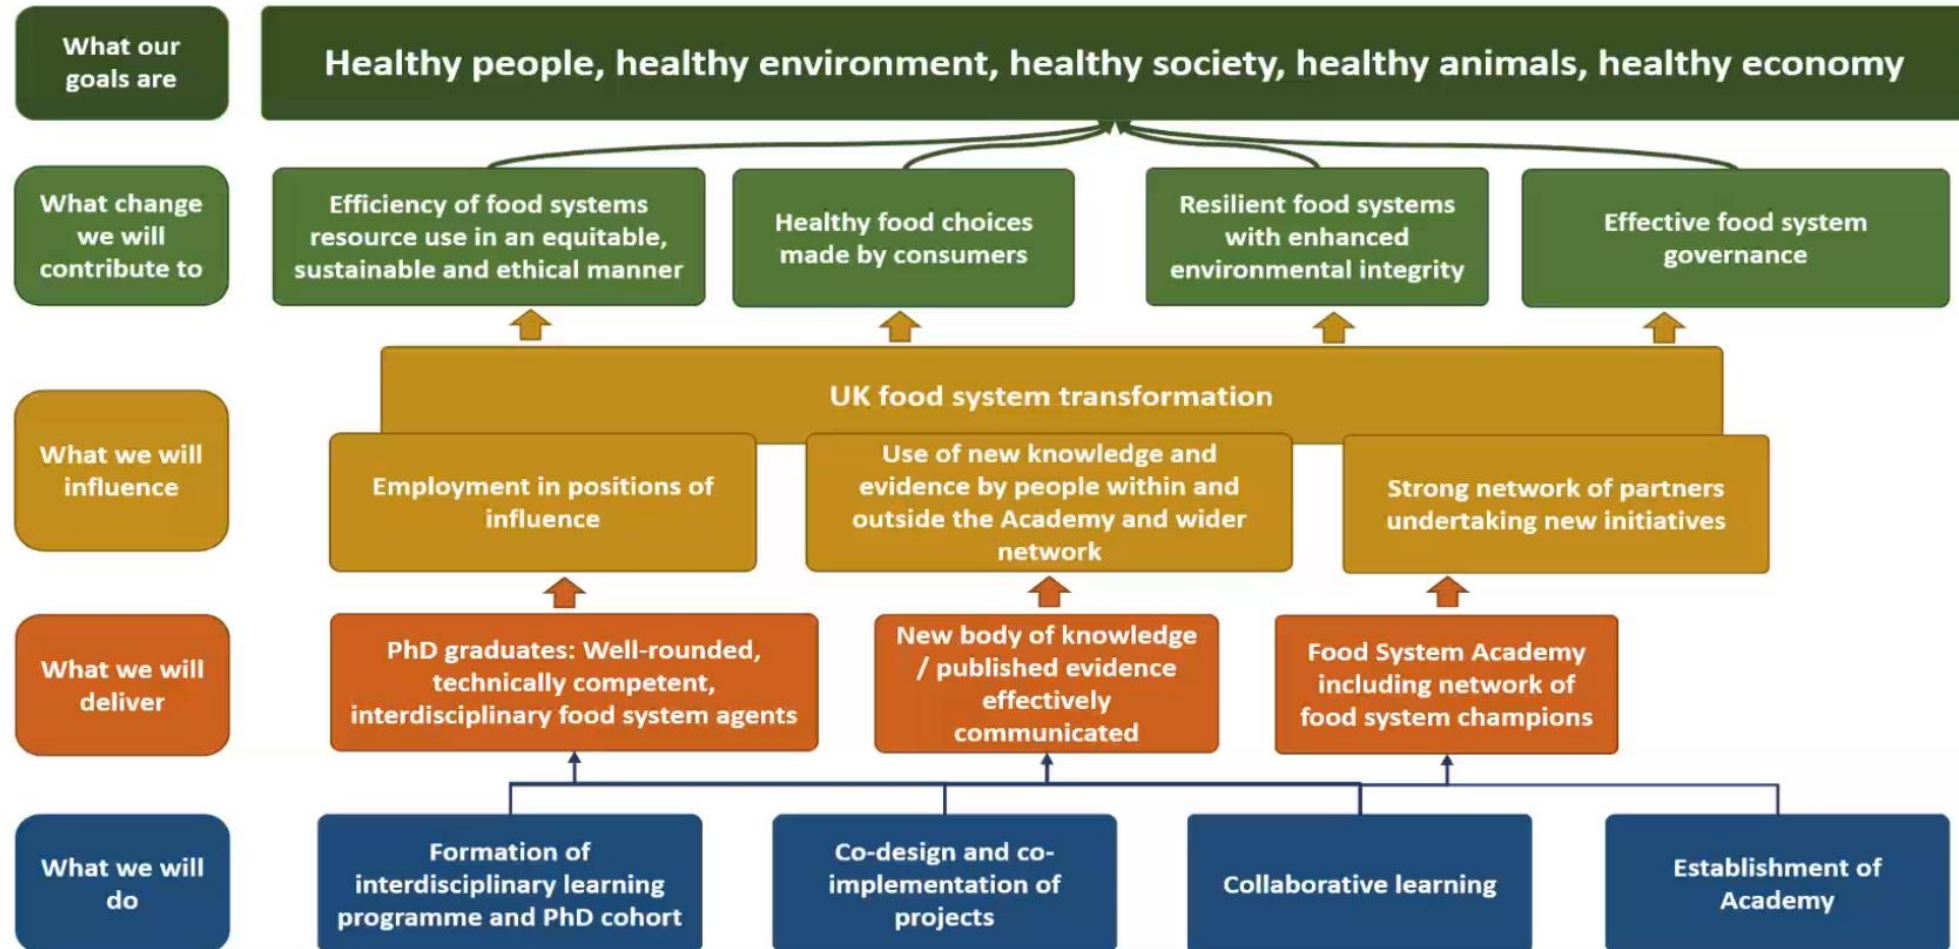 What our
goals are
Healthy people, healthy environment, healthy society, healthy animals, healthy economy
What change
we will
contribute to
Efficiency of food systems
resource use in an equitable,
sustainable and ethical manner
Healthy food choices
made by consumers
Resilient food systems
with enhanced
environmental integrity
Effective food system
governance
What we will
influence
UK food system transformation
Employment in positions of
influence
Use of new knowledge and
evidence by people within and
outside the Academy and wider
network
Strong network of partners
undertaking new initiatives
What we will
deliver
PhD graduates: Well-rounded,
technically competent,
interdisciplinary food system agents
New body of knowledge
/ published evidence
effectively
communicated
Food System Academy
including network of
food system champions
What we will
do
Formation of
interdisciplinary learning
programme and PhD cohort
Co-design and co-
implementation of
projects
Collaborative learning
Establishment of
Academy